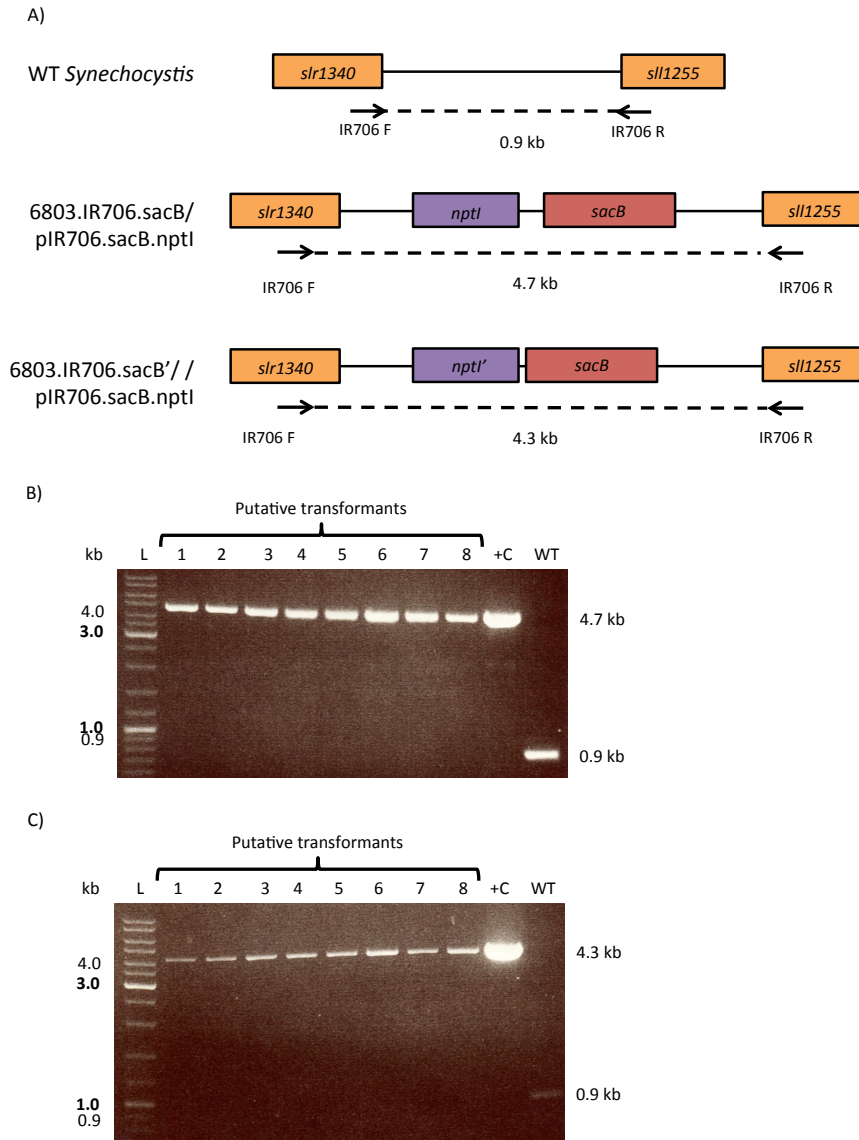 A)
WT Synechocystis
slr1340
sll1255
IR706 F
IR706 R
0.9 kb
6803.IR706.sacB/
pIR706.sacB.nptI
slr1340
nptI
sacB
sll1255
IR706 F
IR706 R
4.7 kb
6803.IR706.sacB’/ /
pIR706.sacB.nptI
slr1340
nptI’
sacB
sll1255
IR706 F
IR706 R
4.3 kb
B)
Putative transformants
kb L 1 2 3 4 5 6 7 8 +C WT
4.0
3.0
1.0
0.9
4.7 kb
0.9 kb
C)
Putative transformants
kb L 1 2 3 4 5 6 7 8 +C WT
4.0
3.0
1.0
0.9
4.3 kb
0.9 kb